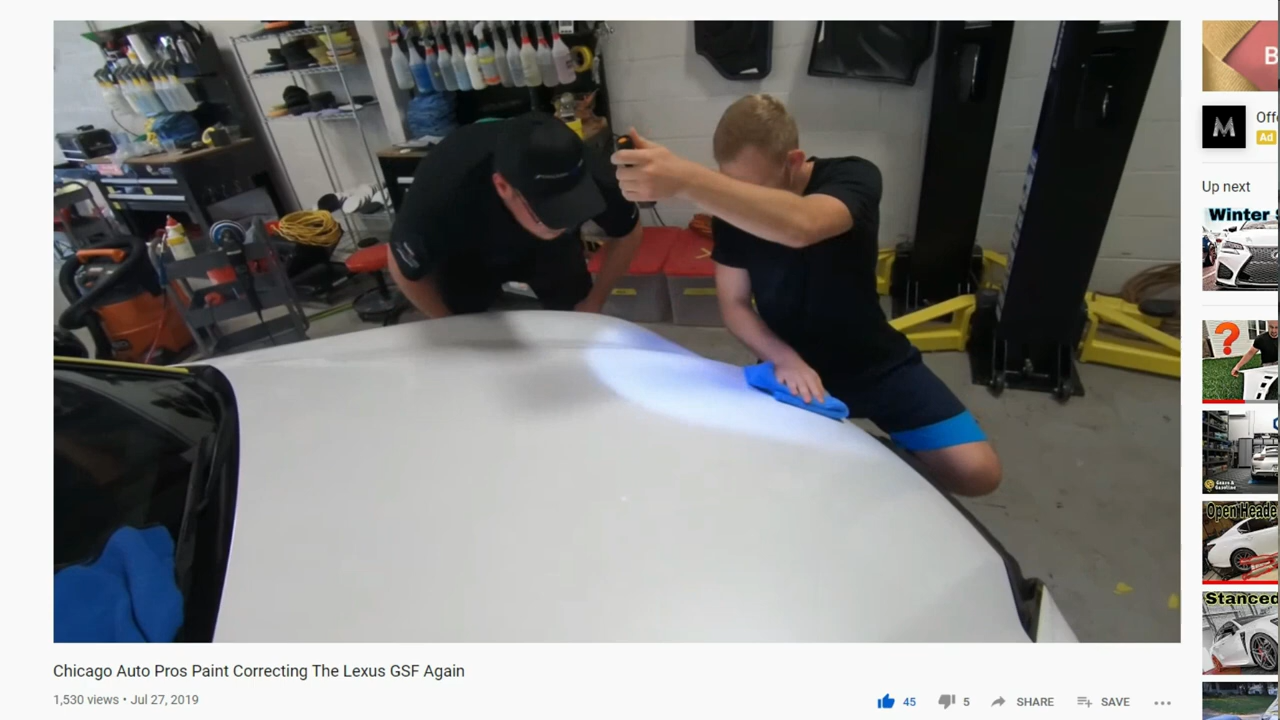 Chicago Auto Pros Paint Correcting The Lexus GSF Again
1,530 views • Jul 27, 2019
45
5
SHARE
SAVE
B
M
Ad
Up next
Winter
?
Open Heade
Stanced